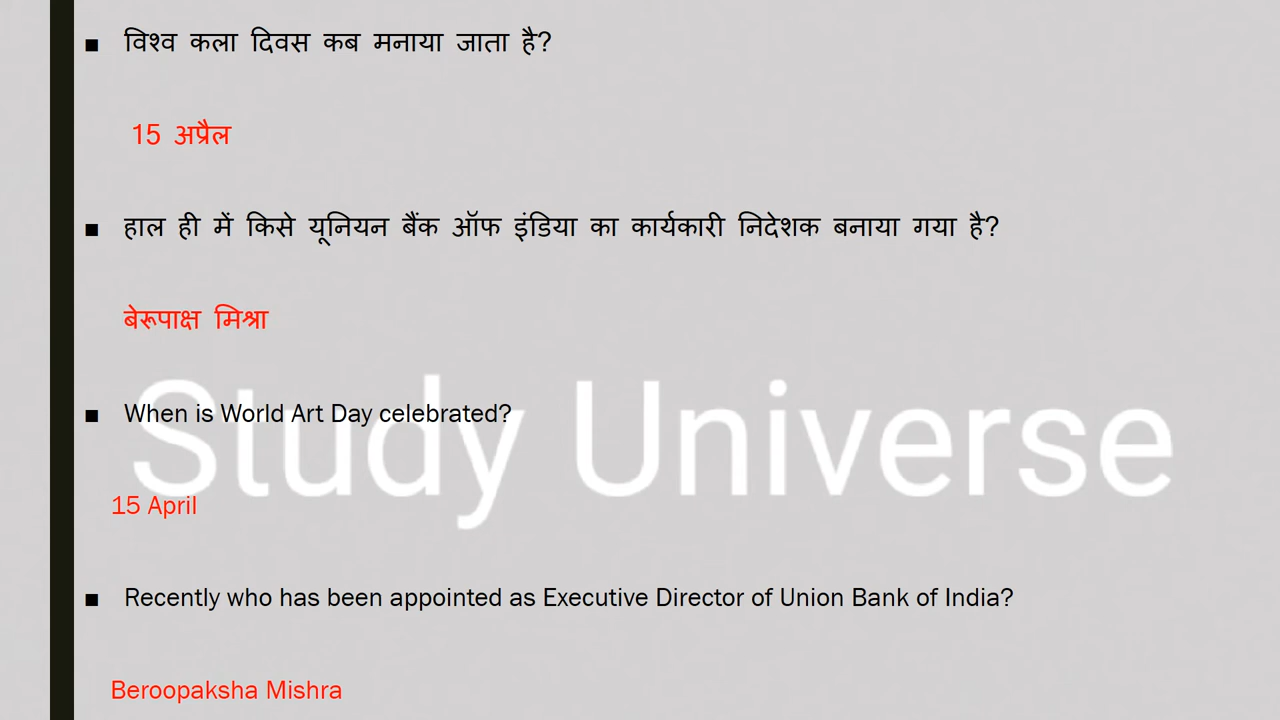 ■ विश्व कला दिवस कब मनाया जाता है?
15 अप्रैल
■ हाल ही में किसे यूनियन बैंक ऑफ इंडिया का कार्यकारी निदेशक बनाया गया है?
बेरूपाक्ष मिश्रा
Study Universe
■ When is World Art Day celebrated?
15 April
■ Recently who has been appointed as Executive Director of Union Bank of India?
Beroopaksha Mishra